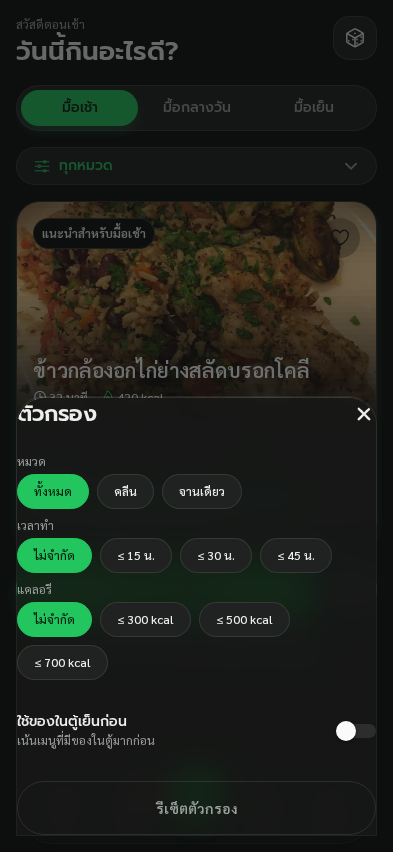 สวัสดีตอนเช้า
วันนี้กินอะไรดี?
มื้อเช้า มื้อกลางวัน มื้อเย็น
ทุกหมวด
แนะนำสำหรับมื้อเช้า
ข้าวกล้องอกไก่ย่างสลัดบรอกโคลี
420 kcal
ตัวกรอง
หมวด
ทั้งหมด คลีน จานเดียว
เวลาทำ
ไม่จำกัด ≤ 15 น. ≤ 30 น. ≤ 45 น.
แคลอรี
ไม่จำกัด ≤ 300 kcal ≤ 500 kcal
≤ 700 kcal
ใช้ของในตู้เย็นก่อน
เน้นเมนูที่มีของในตู้มากก่อน
รีเซ็ตตัวกรอง